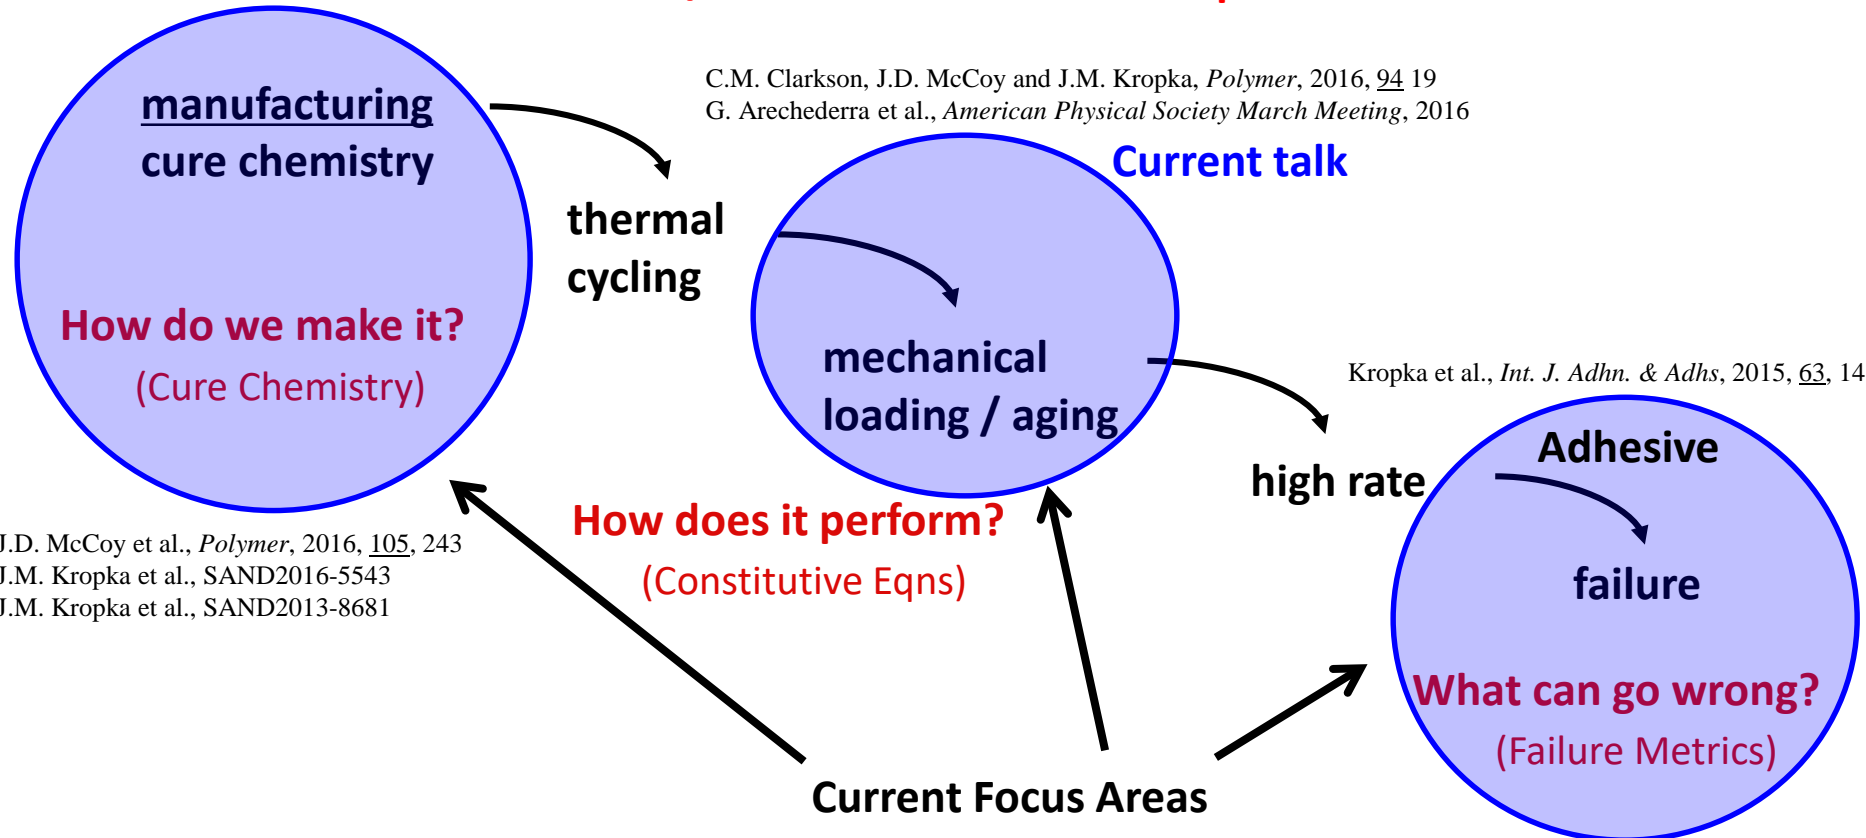 manufacturing
cure chemistry
How do we make it?
(Cure Chemistry)
J.D. McCoy et al., Polymer, 2016, 105, 243
J.M. Kropka et al., SAND2016-5543
J.M. Kropka et al., SAND2013-8681
thermal
cycling
C.M. Clarkson, J.D. McCoy and J.M. Kropka, Polymer, 2016, 94 19
G. Arechederra et al., American Physical Society March Meeting, 2016
Current talk
mechanical
loading / aging
How does it perform?
(Constitutive Eqns)
high rate
Kropka et al., Int. J. Adhn. & Adhs, 2015, 63, 14
Adhesive
failure
What can go wrong?
(Failure Metrics)
Current Focus Areas